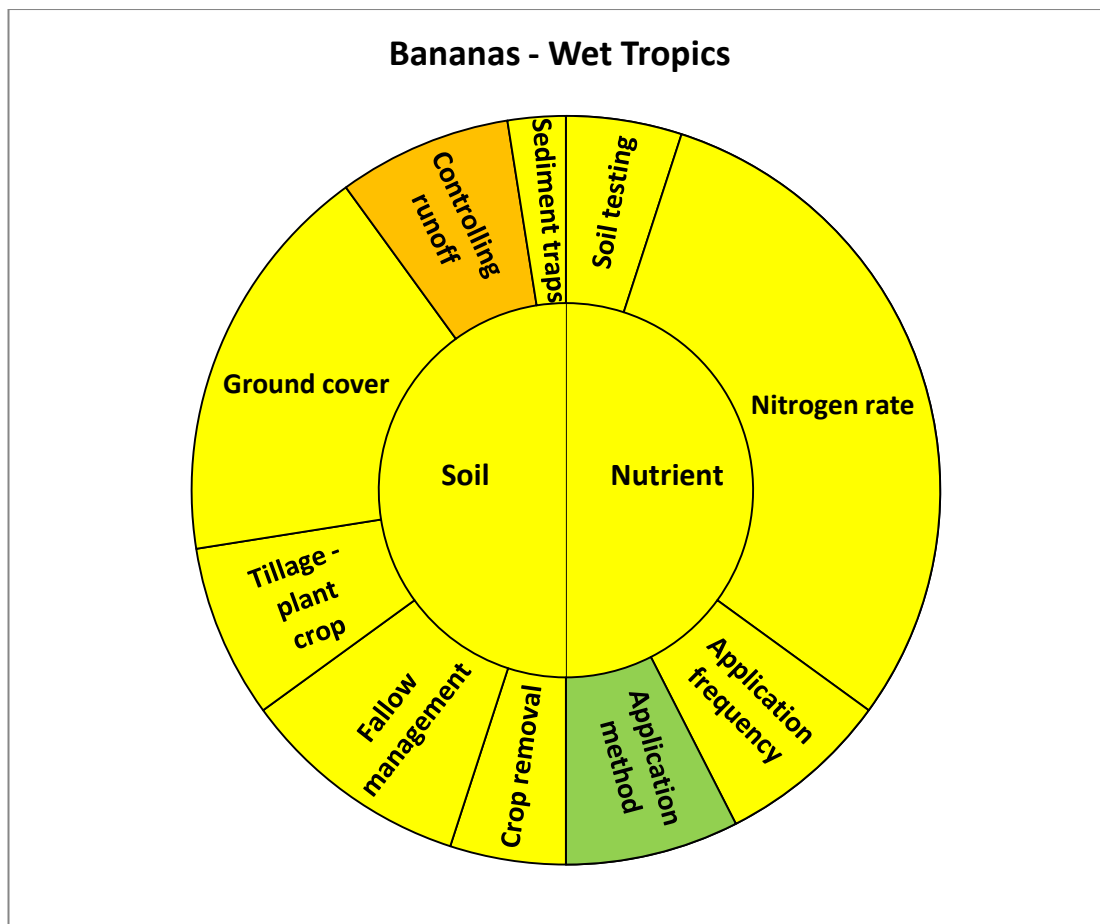 Bananas - Wet Tropics
Sediment traps
Soil testing
Controlling
runoff
Ground cover
Nitrogen rate
Soil
Nutrient
Tillage -
plant
crop
Application
frequency
Fallow
management
Crop removal
Application
method